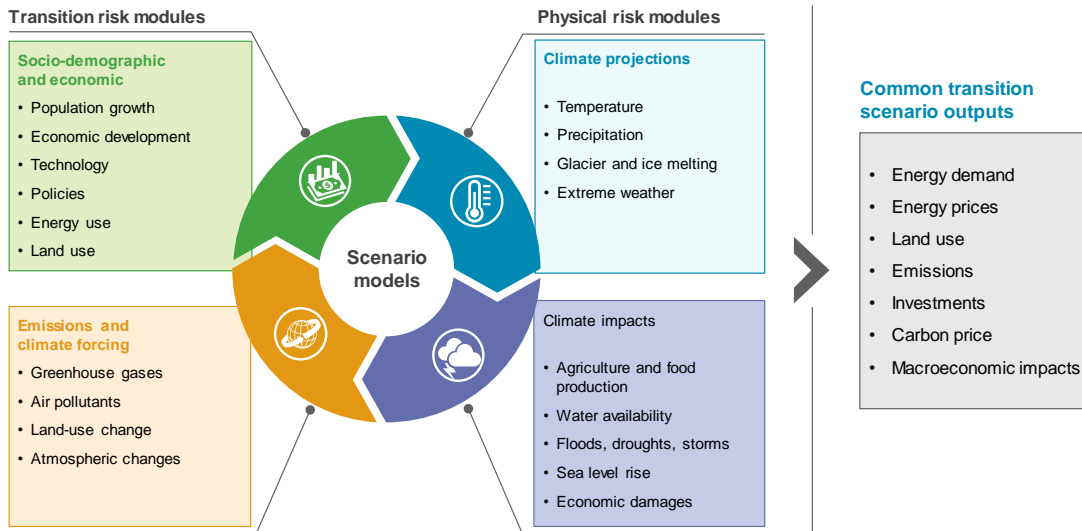 Transition risk modules
Socio-demographic
and economic
• Population growth
• Economic development
• Technology
• Policies
• Energy use
• Land use
Emissions and
climate forcing
• Greenhouse gases
• Air pollutants
• Land-use change
• Atmospheric changes
Scenario
models
Physical risk modules
Climate projections
• Temperature
• Precipitation
• Glacier and ice melting
• Extreme weather
Climate impacts
• Agriculture and food
production
• Water availability
• Floods, droughts, storms
• Sea level rise
• Economic damages
Common transition
scenario outputs
• Energy demand
• Energy prices
• Land use
• Emissions
• Investments
• Carbon price
• Macroeconomic impacts